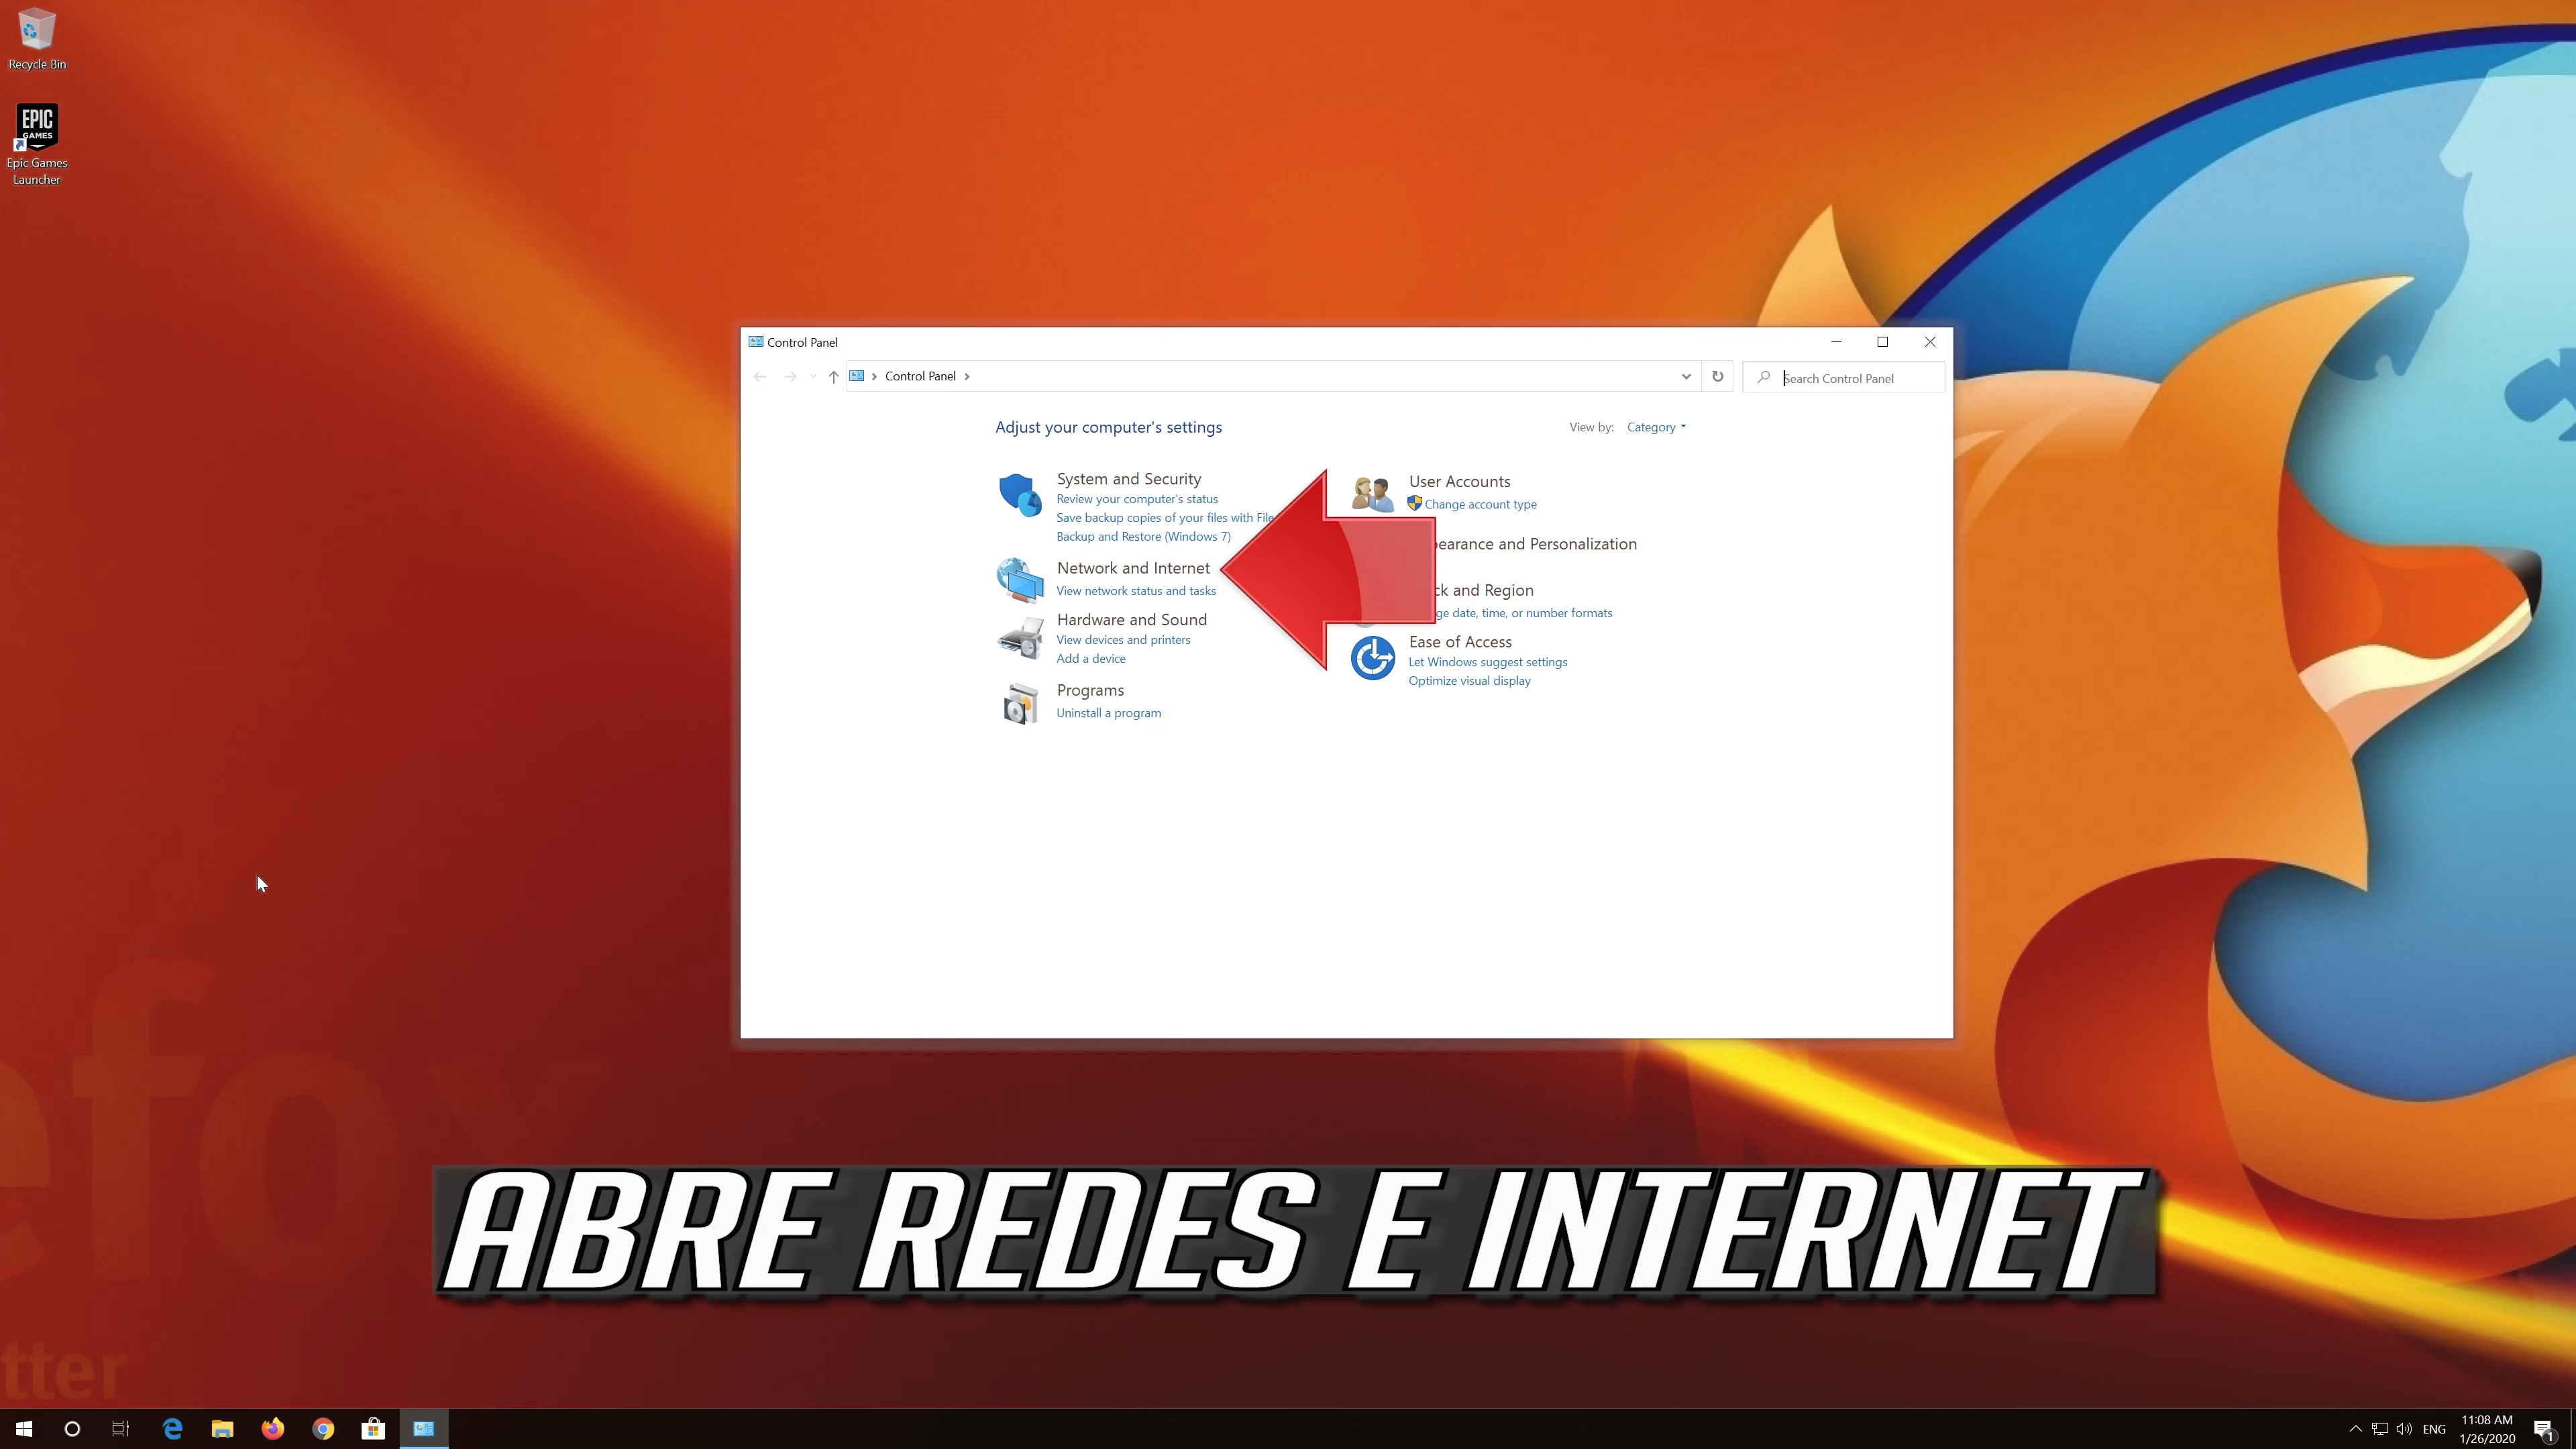 Recycle Bin
EPIC
GAMES
Epic Games
Launcher
Control Panel
Control Panel
Search Control Panel
Adjust your computer's settings
View by: Category
System and Security
Review your computer's status
Save backup copies of your files with File
Backup and Restore (Windows 7)
Network and Internet
View network status and tasks
Hardware and Sound
View devices and printers
Add a device
Programs
Uninstall a program
User Accounts
Change account type
pearance and Personalization
ck and Region
ge date, time, or number formats
Ease of Access
Let Windows suggest settings
Optimize visual display
efox
ABRE REDES E INTERNET
tter
ENG
11:08 AM
1/26/2020
1